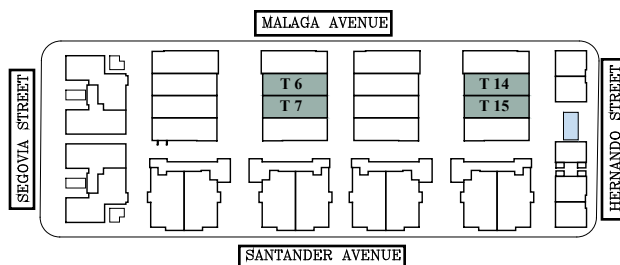 MALAGA AVENUE
SEGOVIA STREET
T 6
T 7
T 14
T 15
HERNANDO STREET
SANTANDER AVENUE